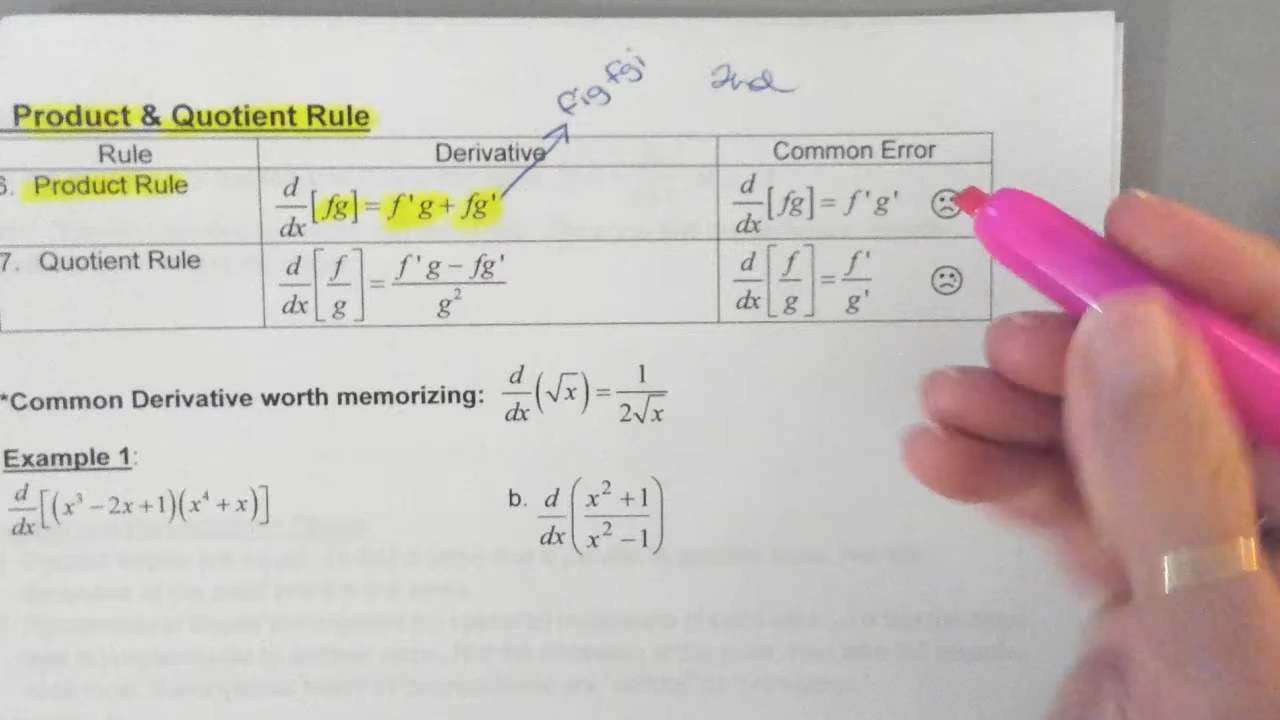 fig fgi 2nd
Product & Quotient Rule
Rule Derivative Common Error
6. Product Rule d/dx [fg] = f'g + fg' d/dx [fg] = f'g'
7. Quotient Rule d/dx [f/g] = (f'g − fg')/g² d/dx [f/g] = f'/g'
*Common Derivative worth memorizing: d/dx (√x) = 1/(2√x)
Example 1:
d/dx [(x³ − 2x + 1)(x⁴ + x)] b. d/dx ((x² + 1)/(x² − 1))